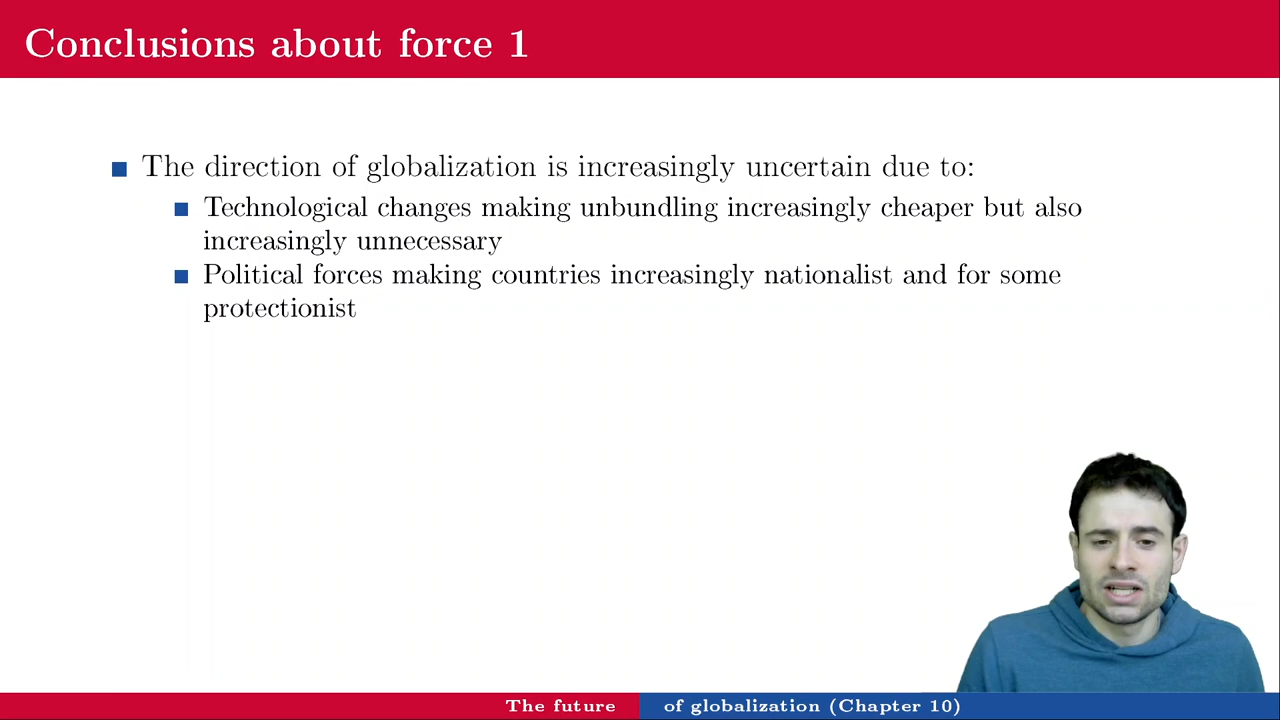 Conclusions about force 1
The direction of globalization is increasingly uncertain due to:
Technological changes making unbundling increasingly cheaper but also
increasingly unnecessary
Political forces making countries increasingly nationalist and for some
protectionist
The future of globalization (Chapter 10)